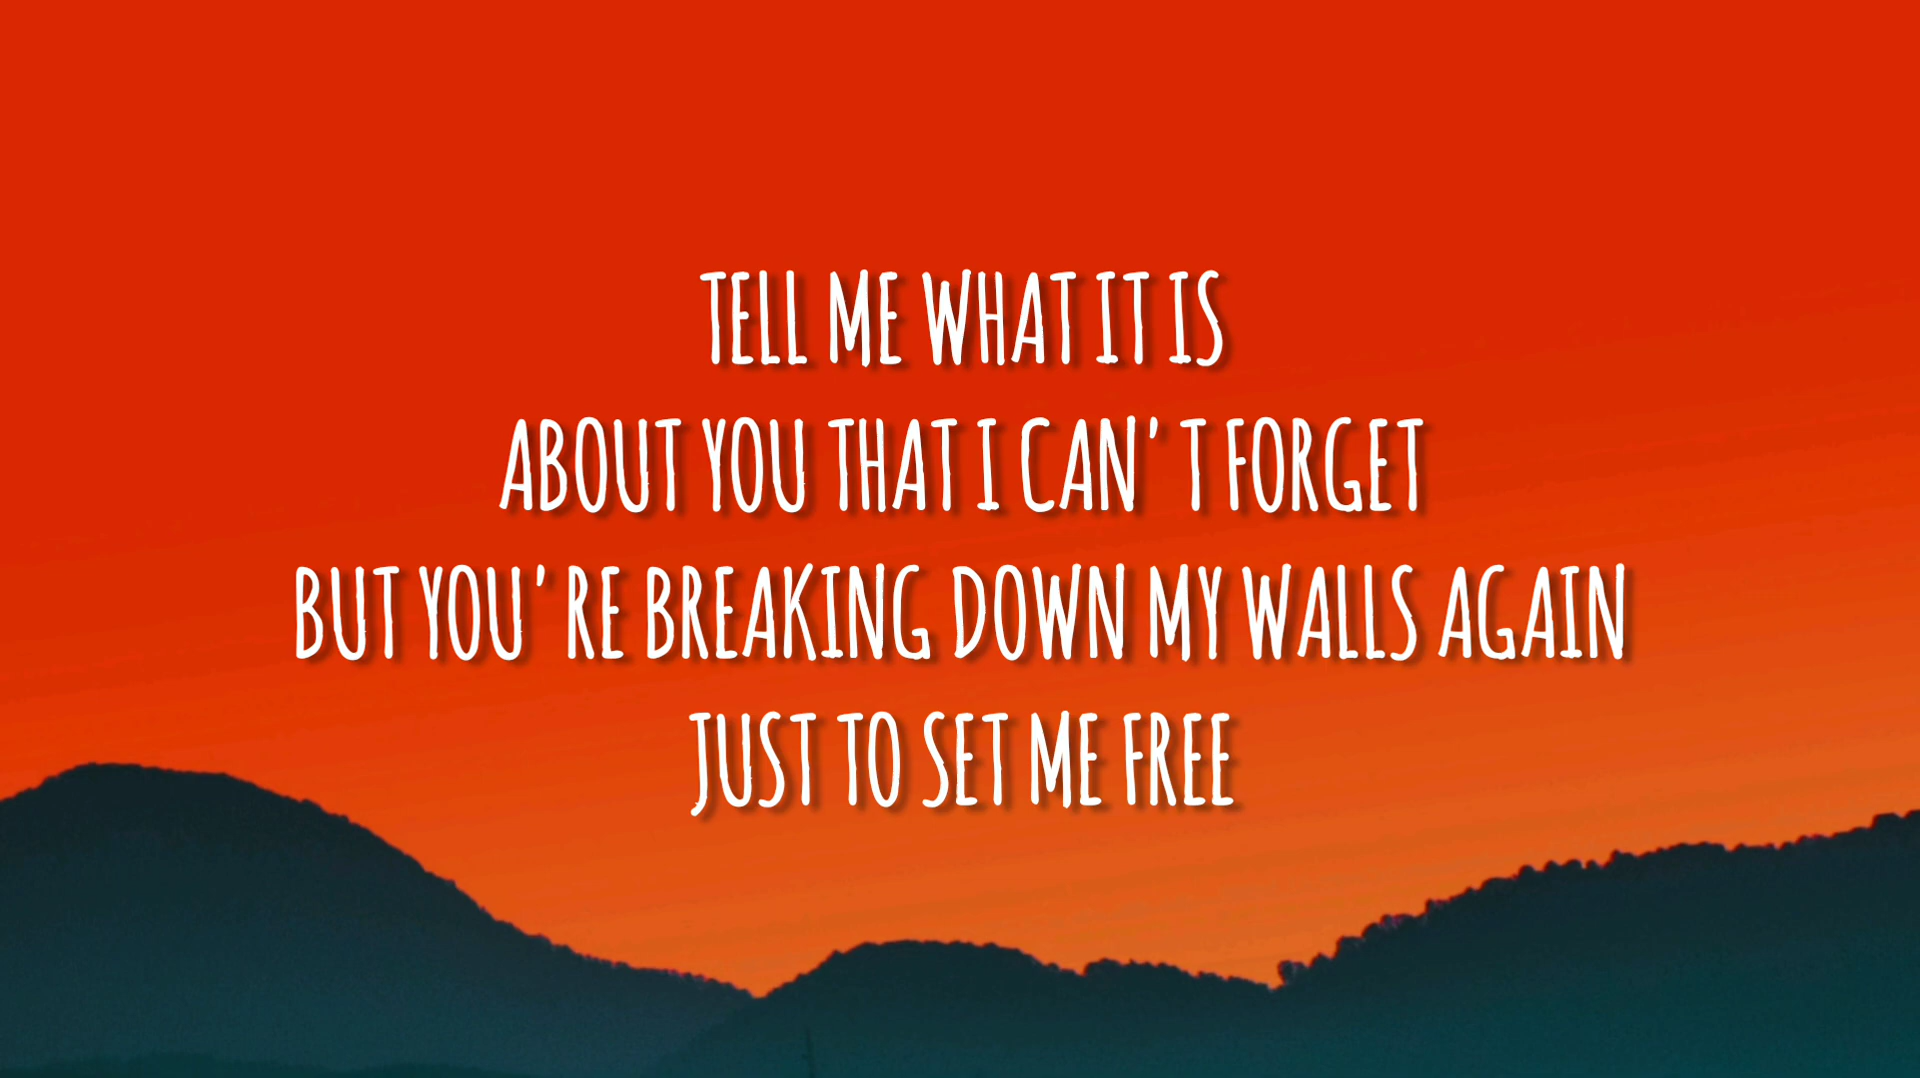 TELL ME WHAT IT IS
ABOUT YOU THAT I CAN'T FORGET
BUT YOU'RE BREAKING DOWN MY WALLS AGAIN
JUST TO SET ME FREE